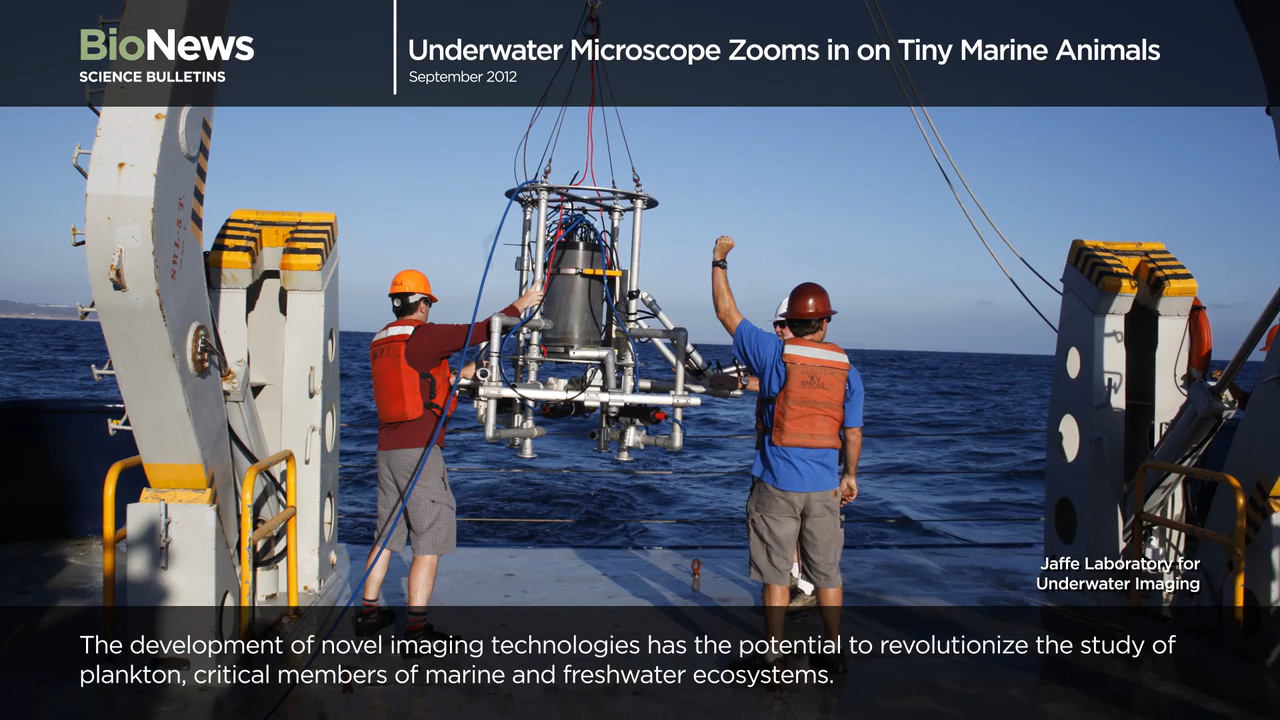 BioNews
SCIENCE BULLETINS
Underwater Microscope Zooms in on Tiny Marine Animals
September 2012
Jaffe Laboratory for
Underwater Imaging
The development of novel imaging technologies has the potential to revolutionize the study of
plankton, critical members of marine and freshwater ecosystems.